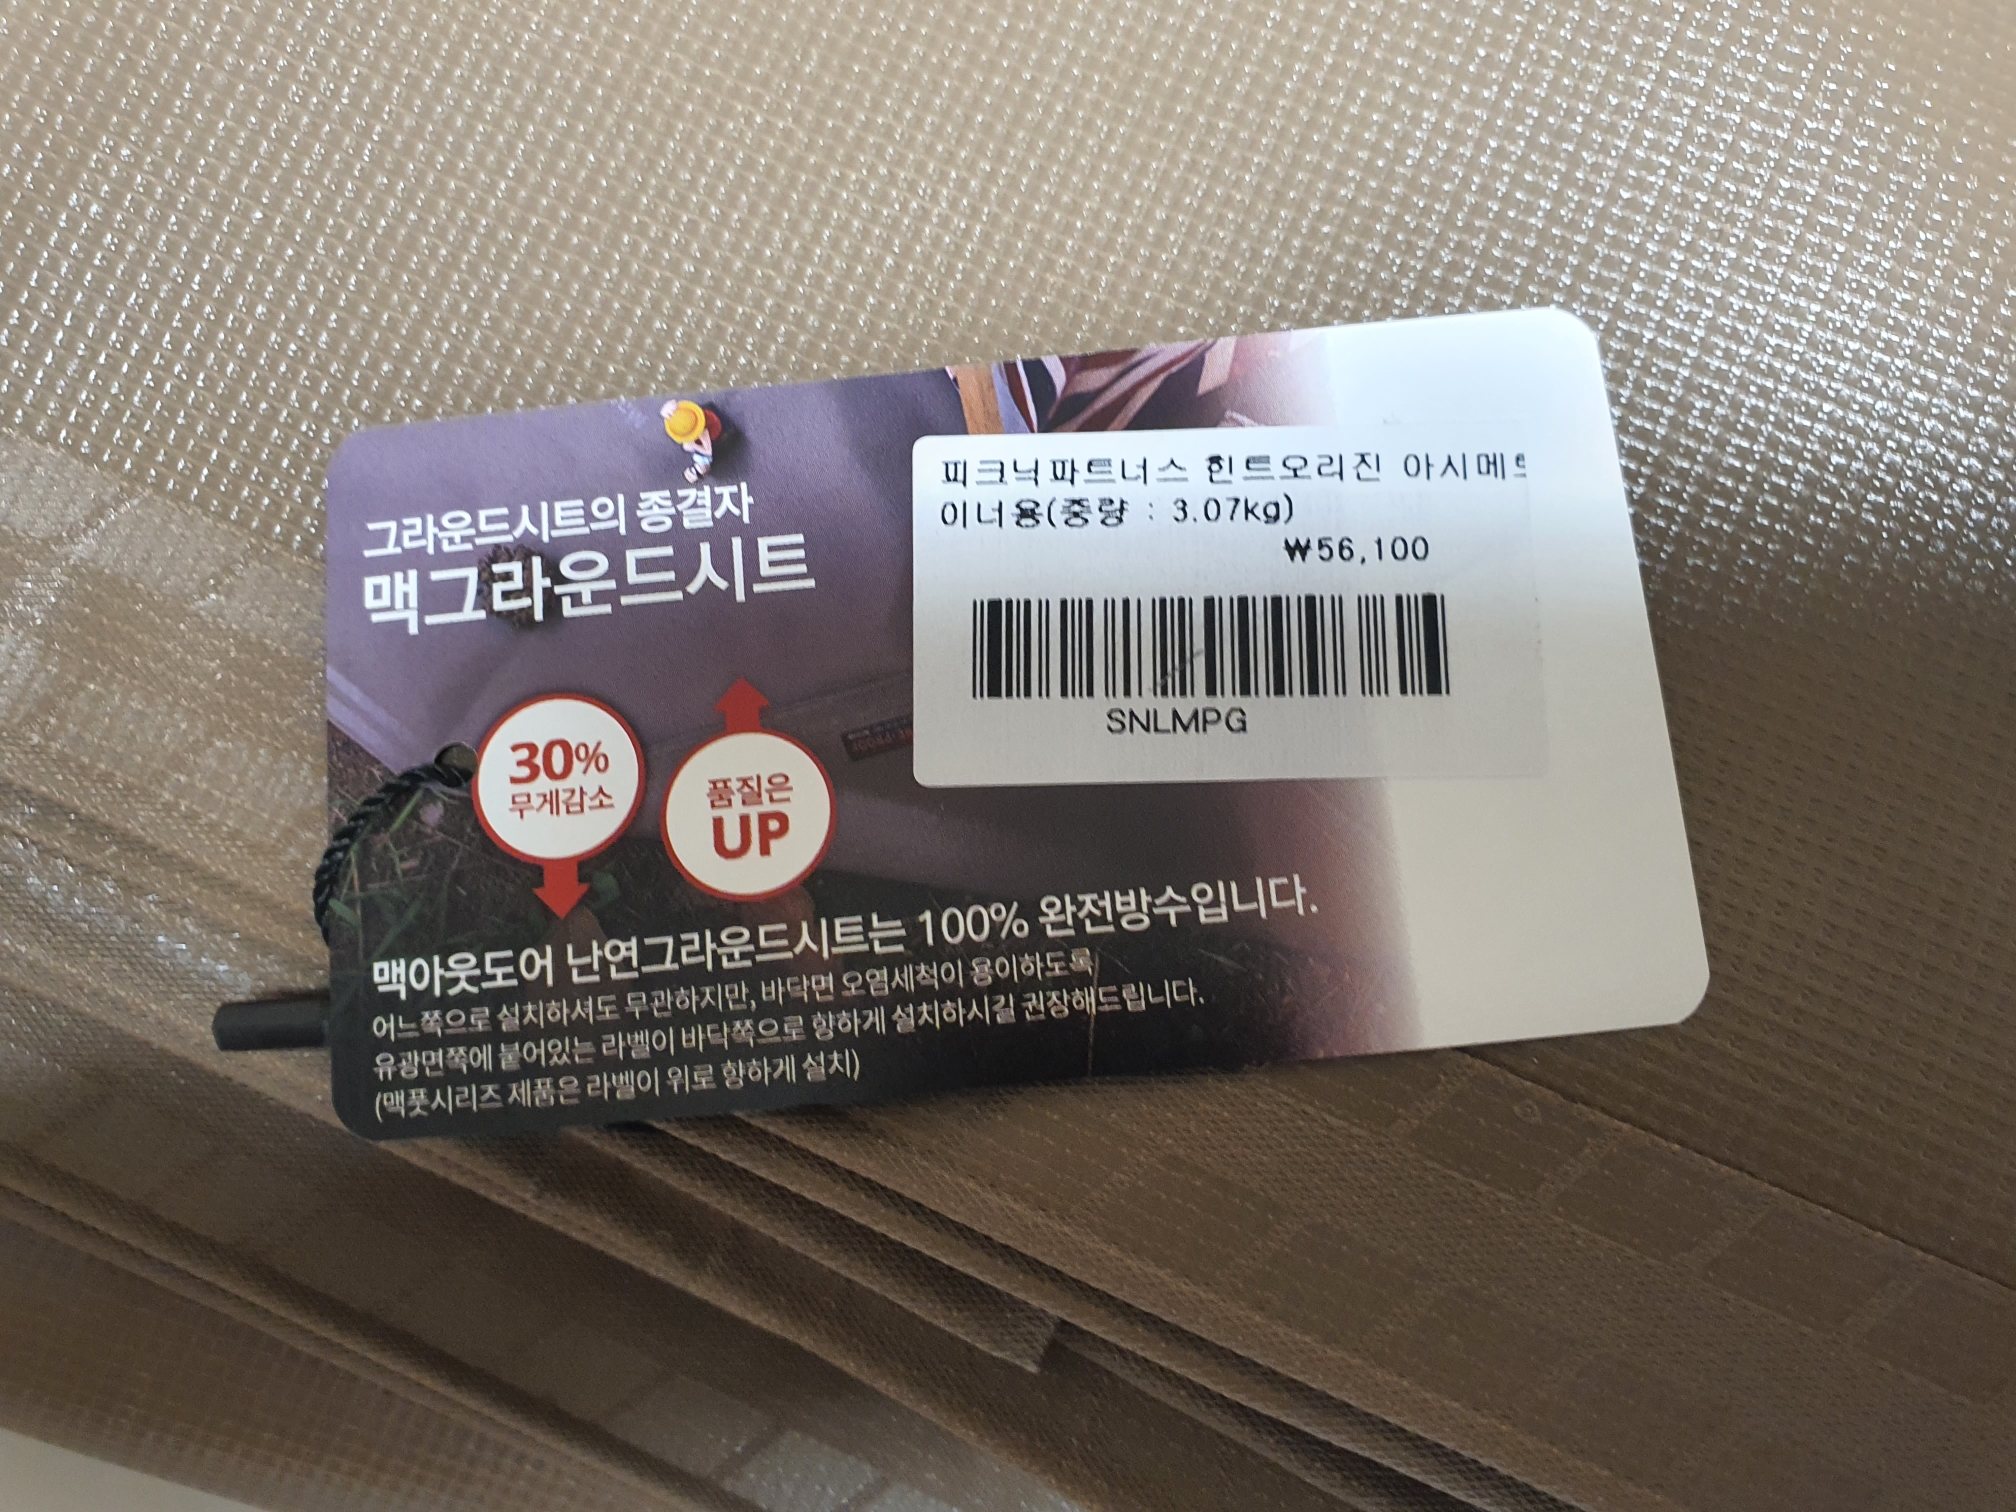 그라운드시트의 종결자
맥그라운드시트
30%
무게감소
품질은
UP
피크닉파트너스 힌트오리진 아시메트
이너용(중량 : 3.07kg)
₩56,100
SNLMPG
맥아웃도어 난연그라운드시트는 100% 완전방수입니다.
어느쪽으로 설치하셔도 무관하지만, 바닥면 오염세척이 용이하도록
유광면쪽에 붙어있는 라벨이 바닥쪽으로 향하게 설치하시길 권장해드립니다.
(맥풋시리즈 제품은 라벨이 위로 향하게 설치)